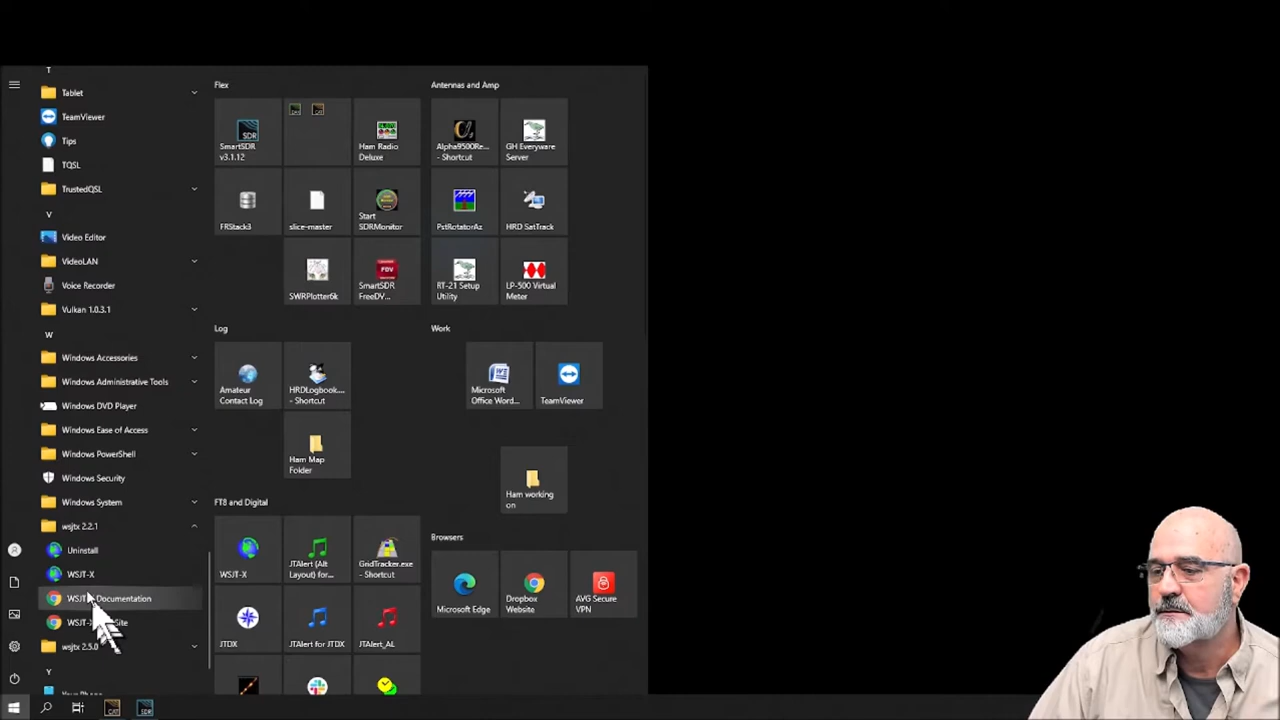 T
Tablet
TeamViewer
Tips
TQSL
TrustedQSL
V
Video Editor
VideoLAN
Voice Recorder
Vulkan 1.0.3.1
W
Windows Accessories
Windows Administrative Tools
Windows DVD Player
Windows Ease of Access
Windows PowerShell
Windows Security
Windows System
wsjtx 2.2.1
Uninstall
WSJT-X
Documentation
wsjtx 2.5.0
Y
Your Phone
Flex
SmartSDR
v3.1.12
Ham Radio
Deluxe
FRStack3
slice-master
Start
SDRMonitor
SWRPlotter6k
SmartSDR
FreeDV...
Antennas and Amp
Alpha9500Re...
- Shortcut
GH Everyware
Server
PstRotatorAz
HRD SatTrack
RT-21 Setup
Utility
LP-500 Virtual
Meter
Log
Amateur
Contact Log
HRDLogbook....
- Shortcut
Ham Map
Folder
Work
Microsoft
Office Word...
TeamViewer
Ham working
on
FT8 and Digital
WSJT-X
JTAlert (Alt
Layout) for...
GridTracker.exe
- Shortcut
JTDX
JTAlert for JTDX
JTAlert_AL
Browsers
Microsoft Edge
Dropbox
Website
AVG Secure
VPN
SDR
FDV
CAT
SDR